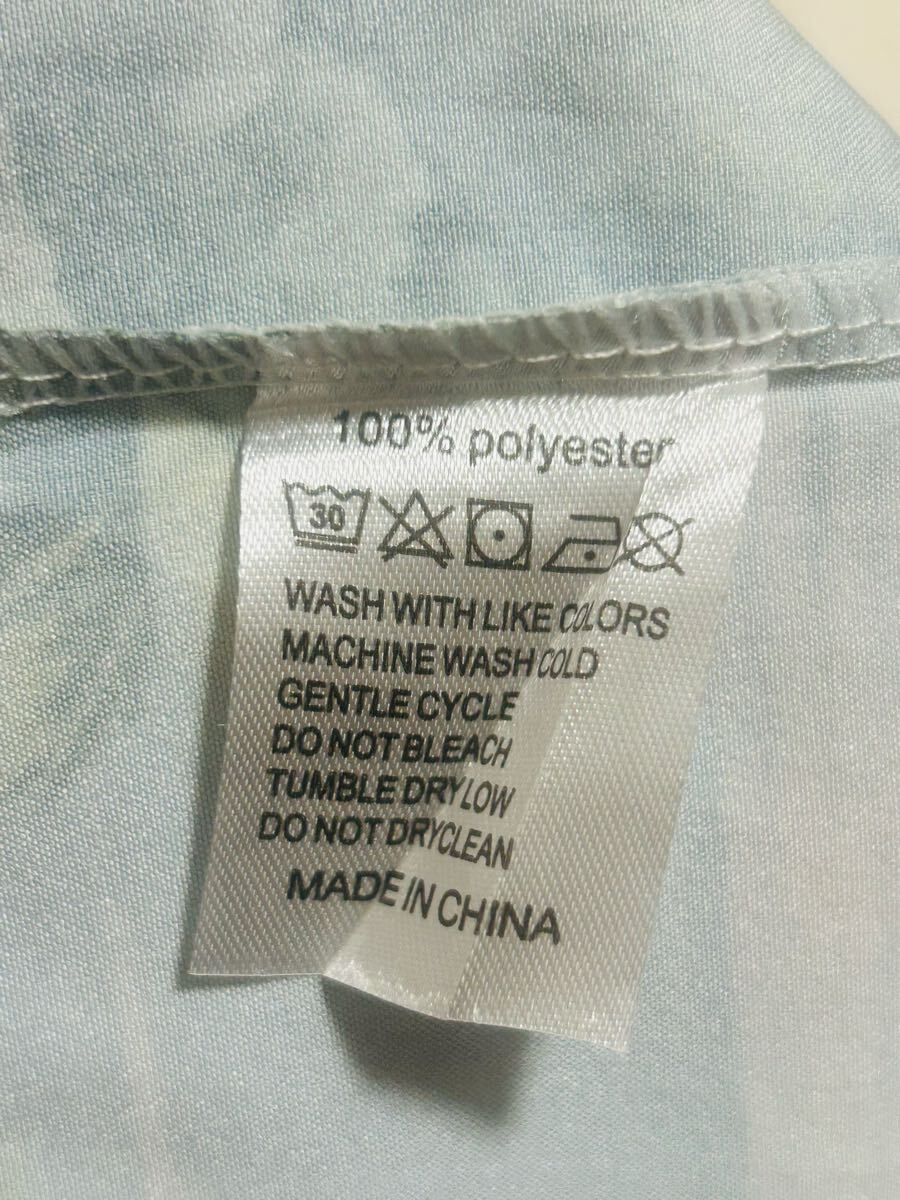 100% polyester
30
WASH WITH LIKE COLORS
MACHINE WASH COLD
GENTLE CYCLE
DO NOT BLEACH
TUMBLE DRY LOW
DO NOT DRYCLEAN
MADE IN CHINA